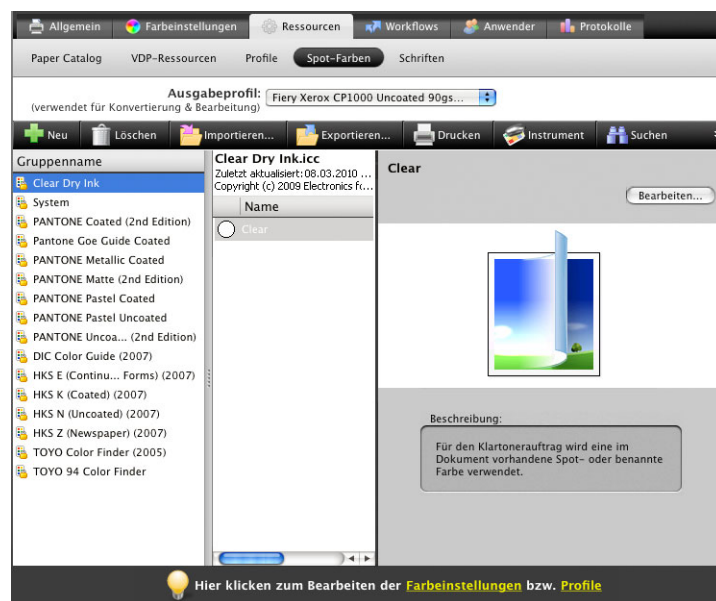 Allgemein Farbeinstellungen Ressourcen Workflows Anwender Protokolle
Paper Catalog VDP-Ressourcen Profile Spot-Farben Schriften
Ausgabeprofil: Fiery Xerox CP1000 Uncoated 90gs...
(verwendet für Konvertierung & Bearbeitung)
Neu Löschen Importieren... Exportieren... Drucken Instrument Suchen
Gruppenname
Clear Dry Ink
System
PANTONE Coated (2nd Edition)
Pantone Goe Guide Coated
PANTONE Metallic Coated
PANTONE Matte (2nd Edition)
PANTONE Pastel Coated
PANTONE Pastel Uncoated
PANTONE Uncoa... (2nd Edition)
DIC Color Guide (2007)
HKS E (Continu... Forms) (2007)
HKS K (Coated) (2007)
HKS N (Uncoated) (2007)
HKS Z (Newspaper) (2007)
TOYO Color Finder (2005)
TOYO 94 Color Finder
Clear Dry Ink.icc
Zuletzt aktualisiert: 08.03.2010 ...
Copyright (c) 2009 Electronics fc...
Name
Clear
Clear
Bearbeiten...
Beschreibung:
Für den Klartonerauftrag wird eine im
Dokument vorhandene Spot- oder benannte
Farbe verwendet.
Hier klicken zum Bearbeiten der Farbeinstellungen bzw. Profile